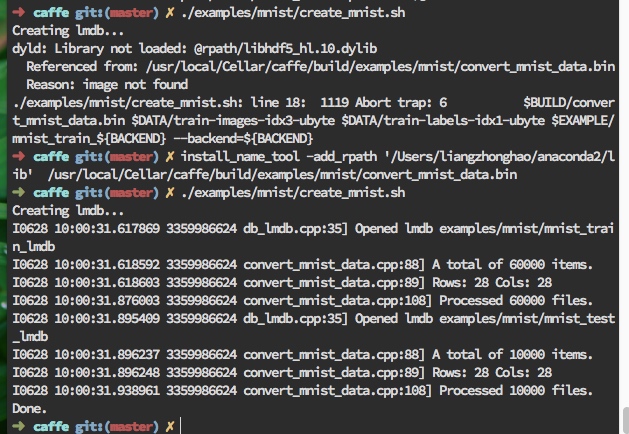 ➜ caffe git:(master) ✗ ./examples/mnist/create_mnist.sh
Creating lmdb...
dyld: Library not loaded: @rpath/libhdf5_hl.10.dylib
  Referenced from: /usr/local/Cellar/caffe/build/examples/mnist/convert_mnist_data.bin
  Reason: image not found
./examples/mnist/create_mnist.sh: line 18:  1119 Abort trap: 6           $BUILD/conver
t_mnist_data.bin $DATA/train-images-idx3-ubyte $DATA/train-labels-idx1-ubyte $EXAMPLE/
mnist_train_${BACKEND} --backend=${BACKEND}
➜ caffe git:(master) ✗ install_name_tool -add_rpath '/Users/liangzhonghao/anaconda2/l
ib'  /usr/local/Cellar/caffe/build/examples/mnist/convert_mnist_data.bin
➜ caffe git:(master) ✗ ./examples/mnist/create_mnist.sh
Creating lmdb...
I0628 10:00:31.617869 3359986624 db_lmdb.cpp:35] Opened lmdb examples/mnist/mnist_trai
n_lmdb
I0628 10:00:31.618592 3359986624 convert_mnist_data.cpp:88] A total of 60000 items.
I0628 10:00:31.618603 3359986624 convert_mnist_data.cpp:89] Rows: 28 Cols: 28
I0628 10:00:31.876003 3359986624 convert_mnist_data.cpp:108] Processed 60000 files.
I0628 10:00:31.895409 3359986624 db_lmdb.cpp:35] Opened lmdb examples/mnist/mnist_test
_lmdb
I0628 10:00:31.896237 3359986624 convert_mnist_data.cpp:88] A total of 10000 items.
I0628 10:00:31.896248 3359986624 convert_mnist_data.cpp:89] Rows: 28 Cols: 28
I0628 10:00:31.938961 3359986624 convert_mnist_data.cpp:108] Processed 10000 files.
Done.
➜ caffe git:(master) ✗